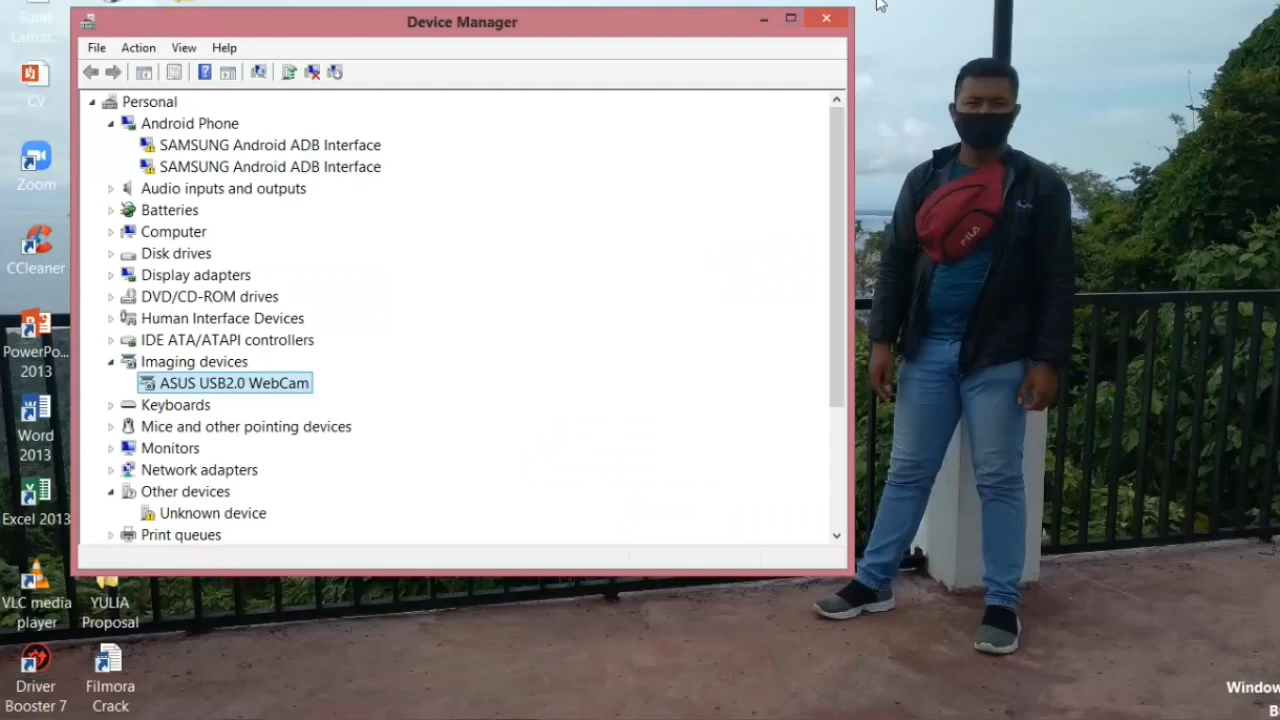 Surat
Lamar...
CV
Zoom
CCleaner
PowerPo...
2013
Word
2013
Excel 2013
VLC media
player
YULIA
Proposal
Driver
Booster 7
Filmora
Crack
Device Manager
File Action View Help
Personal
Android Phone
SAMSUNG Android ADB Interface
SAMSUNG Android ADB Interface
Audio inputs and outputs
Batteries
Computer
Disk drives
Display adapters
DVD/CD-ROM drives
Human Interface Devices
IDE ATA/ATAPI controllers
Imaging devices
ASUS USB2.0 WebCam
Keyboards
Mice and other pointing devices
Monitors
Network adapters
Other devices
Unknown device
Print queues
FILA
Window
B